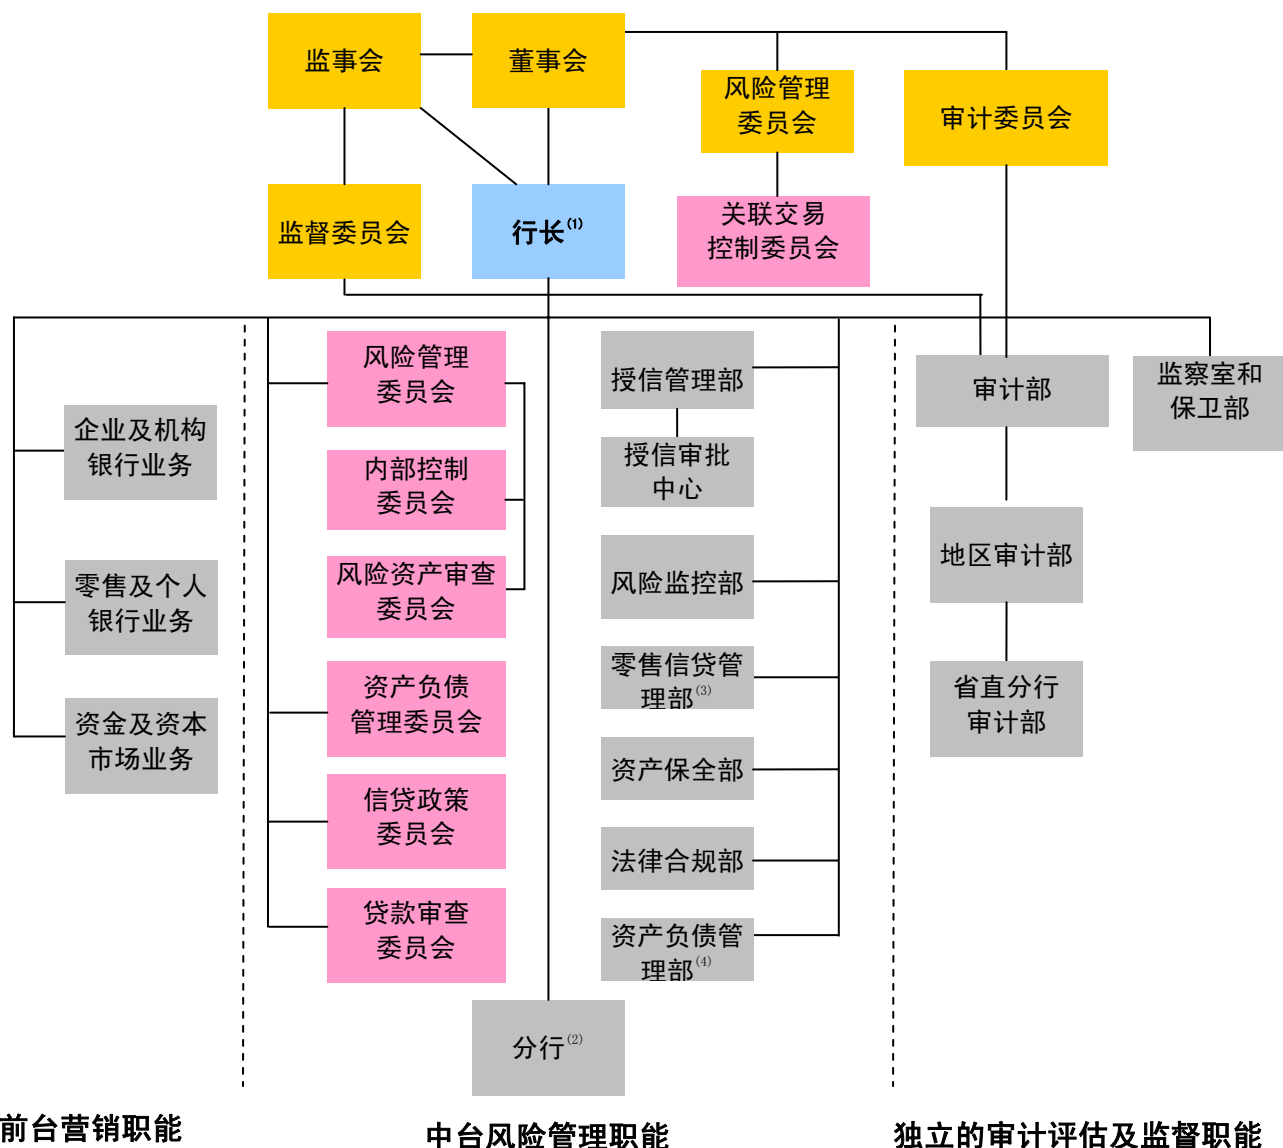 监事会
董事会
风险管理
委员会
审计委员会
监督委员会
行长(1)
关联交易
控制委员会
企业及机构
银行业务
零售及个人
银行业务
资金及资本
市场业务
风险管理
委员会
内部控制
委员会
风险资产审查
委员会
资产负债
管理委员会
信贷政策
委员会
贷款审查
委员会
授信管理部
授信审批
中心
风险监控部
零售信贷管
理部(3)
资产保全部
法律合规部
资产负债管
理部(4)
分行(2)
审计部
地区审计部
省直分行
审计部
监察室和
保卫部
前台营销职能
中台风险管理职能
独立的审计评估及监督职能